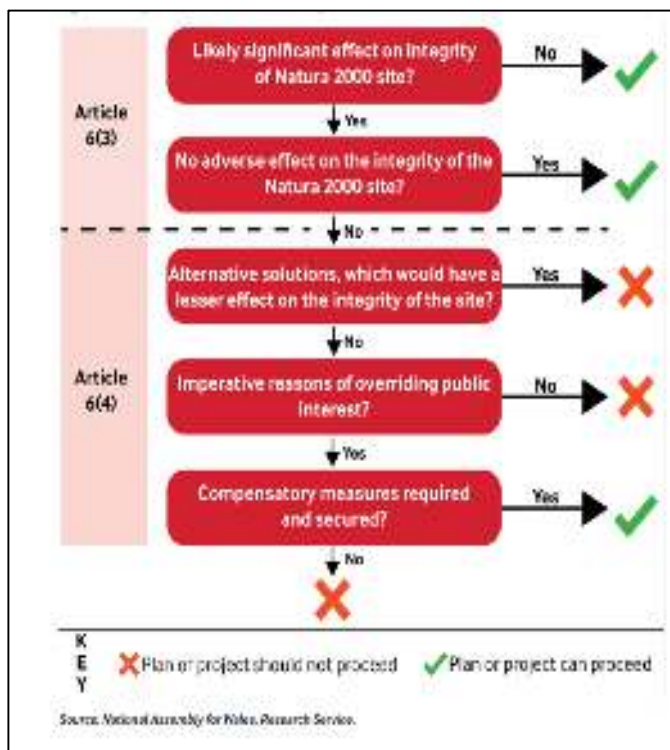 Article
6(3)
Likely significant effect on integrity
of Natura 2000 site?
No
Yes
No adverse effect on the integrity of the
Natura 2000 site?
Yes
No
Article
6(4)
Alternative solutions, which would have a
lesser effect on the integrity of the site?
Yes
No
Imperative reasons of overriding public
interest?
No
Yes
Compensatory measures required
and secured?
Yes
No
K
E
Y
Plan or project should not proceed
Plan or project can proceed
Source: National Assembly for Wales, Research Service.